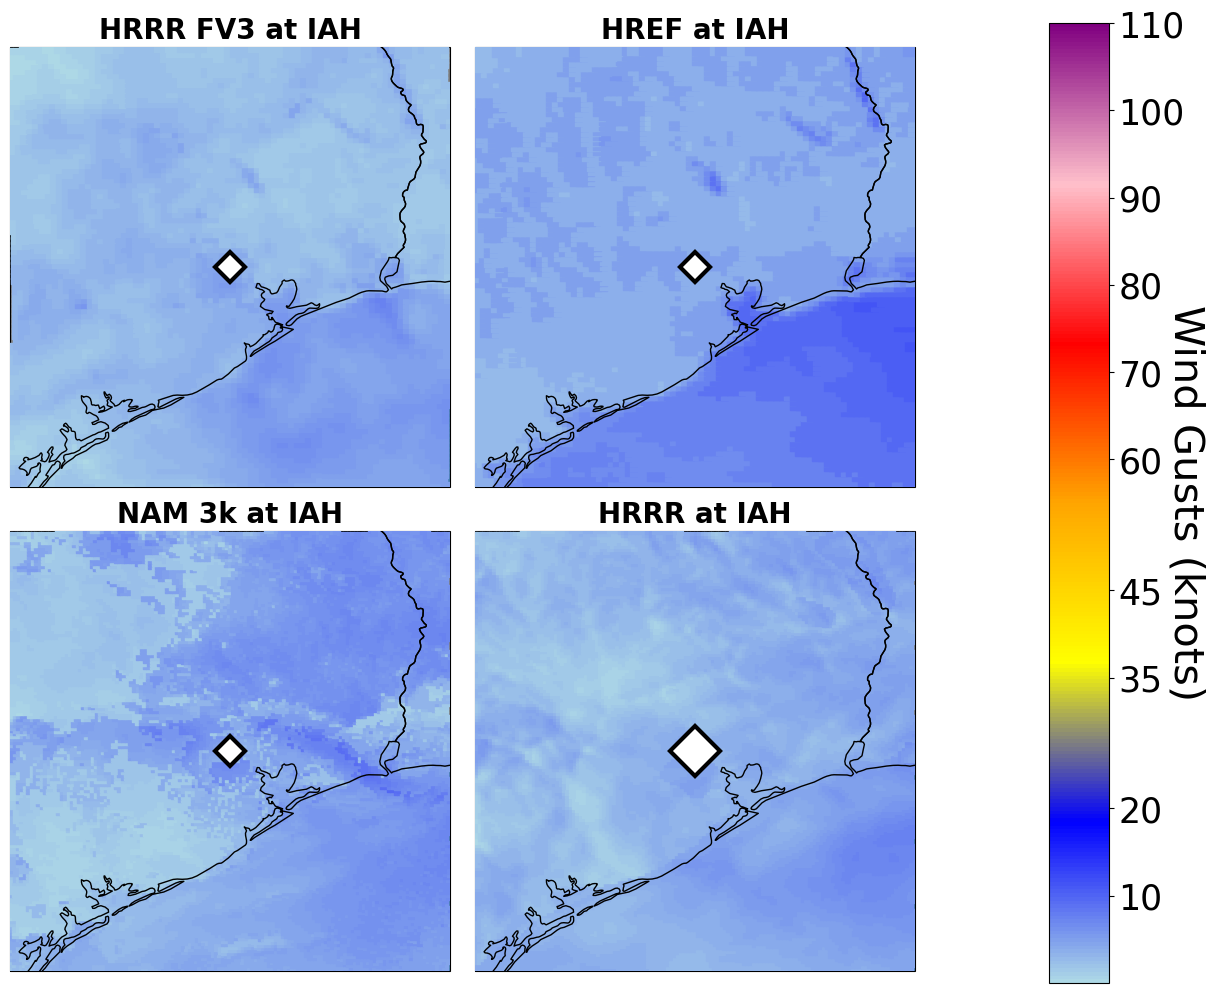 HRRR FV3 at IAH
HREF at IAH
NAM 3k at IAH
HRRR at IAH
110
100
90
80
70
60
45
35
20
10
Wind Gusts (knots)